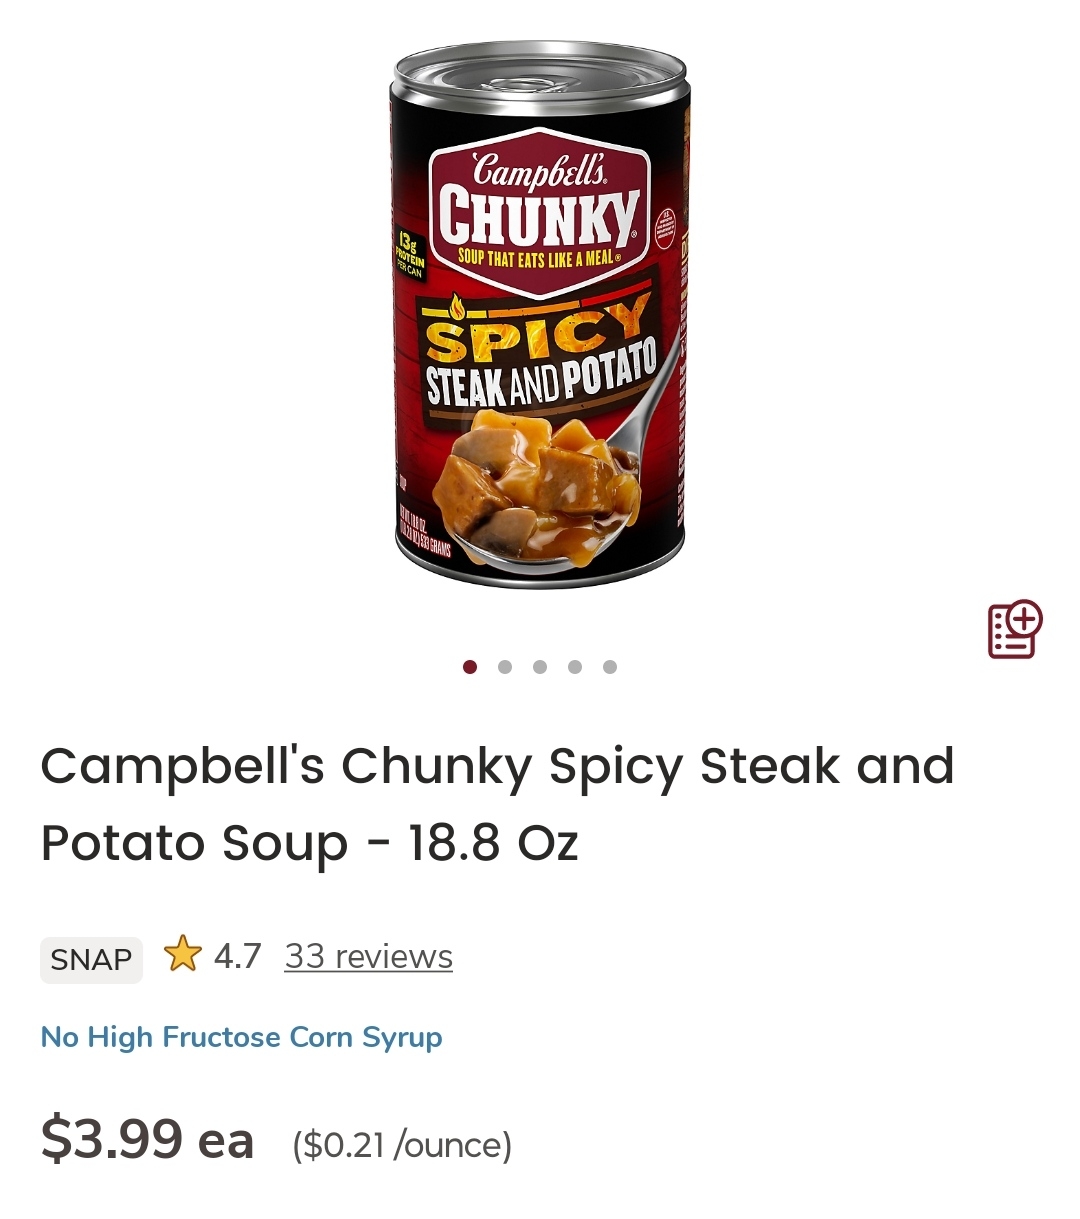 Campbell's®
CHUNKY®
SOUP THAT EATS LIKE A MEAL®
13g
PROTEIN
PER CAN
SPICY
STEAK AND POTATO
533 GRAMS
Campbell's Chunky Spicy Steak and
Potato Soup - 18.8 Oz
SNAP 4.7 33 reviews
No High Fructose Corn Syrup
$3.99 ea ($0.21 /ounce)